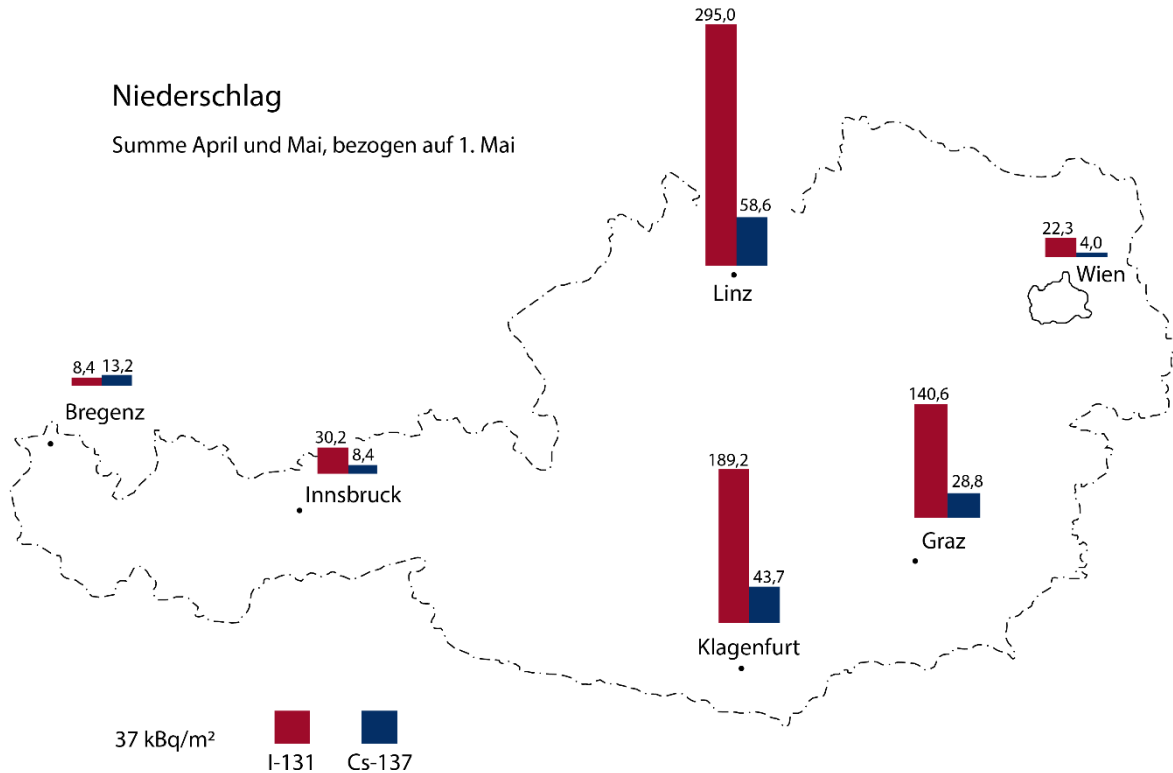 Niederschlag
Summe April und Mai, bezogen auf 1. Mai
295,0
58,6
Linz
22,3
4,0
Wien
8,4
13,2
Bregenz
30,2
8,4
Innsbruck
189,2
43,7
Klagenfurt
140,6
28,8
Graz
37 kBq/m²
I-131
Cs-137